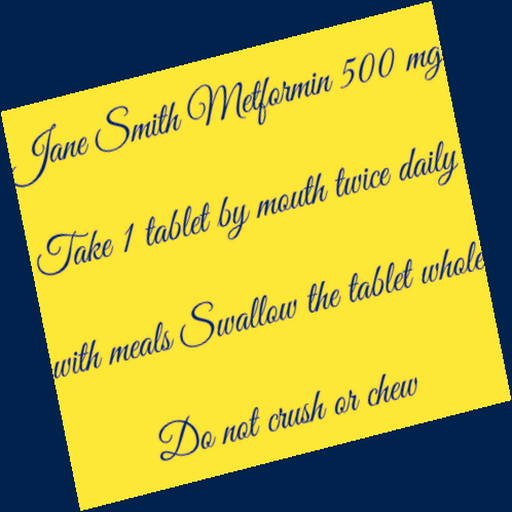 Jane Smith Metformin 500 mg
Take 1 tablet by mouth twice daily
with meals Swallow the tablet whole
Do not crush or chew